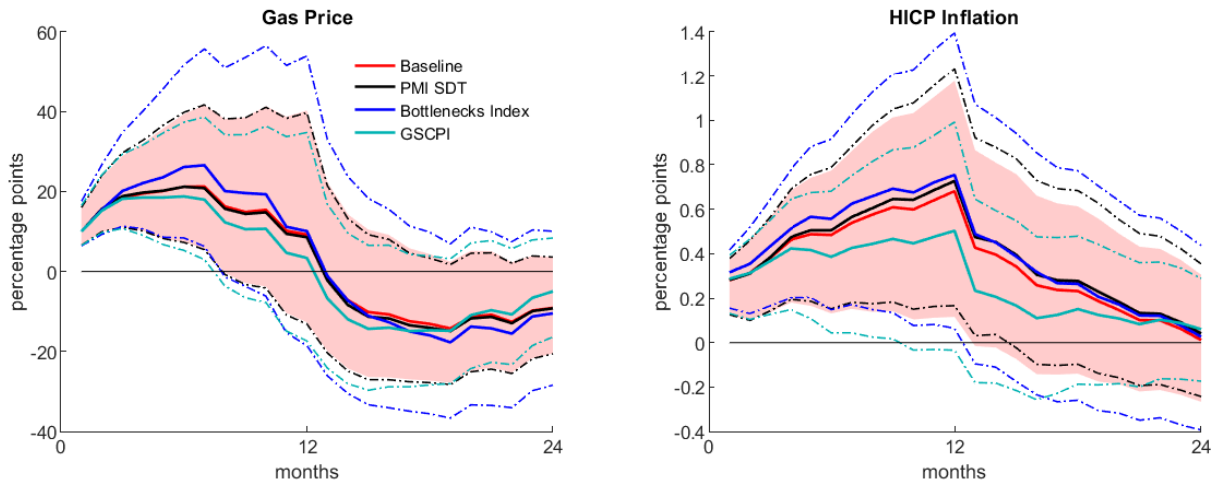 Gas Price
percentage points
60
40
20
0
-20
-40
0
12
24
months
Baseline
PMI SDT
Bottlenecks Index
GSCPI
HICP Inflation
percentage points
1.4
1.2
1
0.8
0.6
0.4
0.2
0
-0.2
-0.4
0
12
24
months